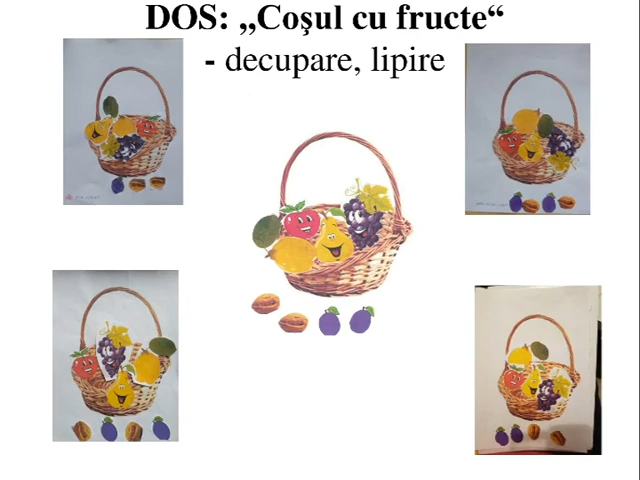 DOS: ,,Coşul cu fructe“
- decupare, lipire